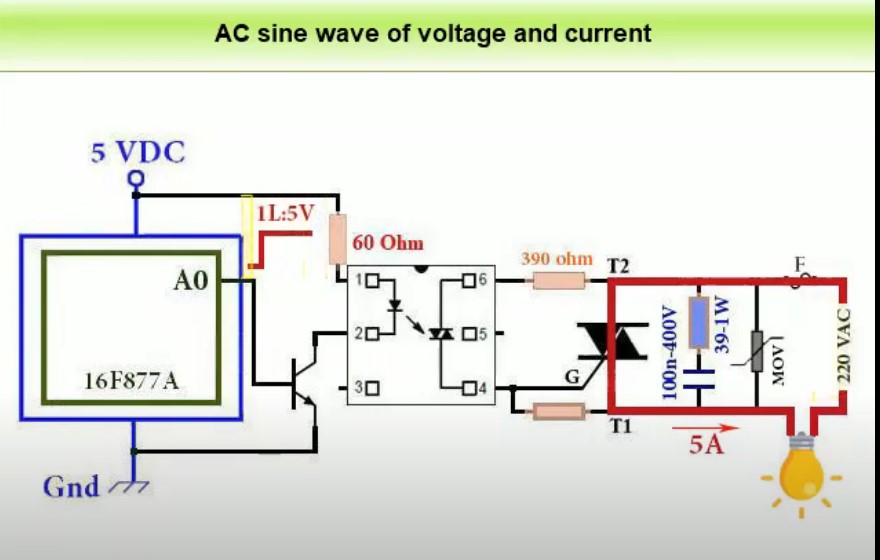 AC sine wave of voltage and current
5 VDC
1L:5V
60 Ohm
A0
16F877A
Gnd
1
2
3
6
5
4
390 ohm
T2
F
G
100n-400V
39-1W
MOV
220 VAC
T1
5A